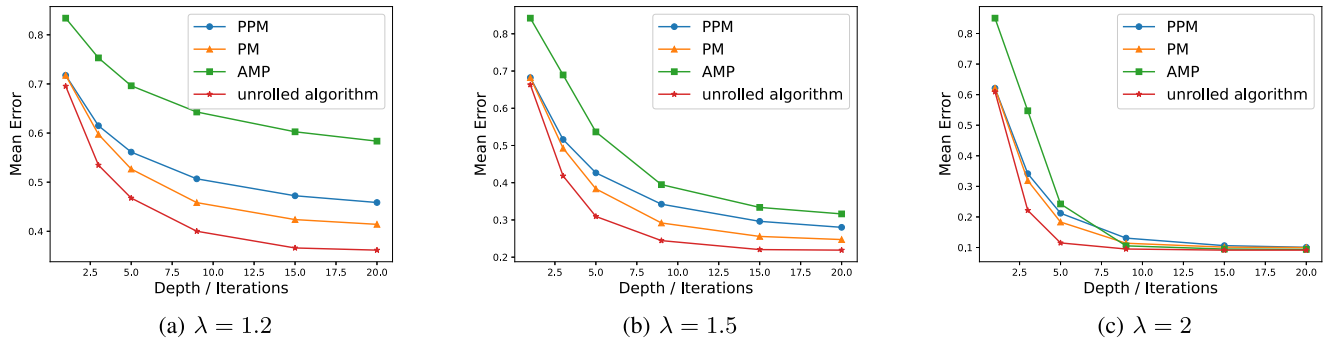 0.8
0.7
0.6
0.5
0.4
Mean Error
2.5 5.0 7.5 10.0 12.5 15.0 17.5 20.0
Depth / Iterations
PPM
PM
AMP
unrolled algorithm
(a) λ = 1.2
0.8
0.7
0.6
0.5
0.4
0.3
0.2
Mean Error
2.5 5.0 7.5 10.0 12.5 15.0 17.5 20.0
Depth / Iterations
PPM
PM
AMP
unrolled algorithm
(b) λ = 1.5
0.8
0.7
0.6
0.5
0.4
0.3
0.2
0.1
Mean Error
2.5 5.0 7.5 10.0 12.5 15.0 17.5 20.0
Depth / Iterations
PPM
PM
AMP
unrolled algorithm
(c) λ = 2